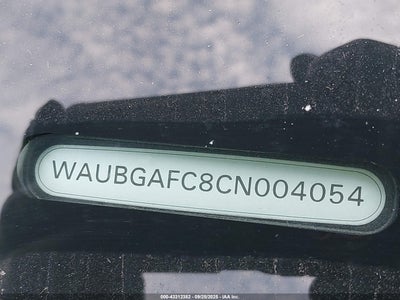 WAUBGAFC8CN004054
000-43312382 - 09/29/2025 - IAA Inc.